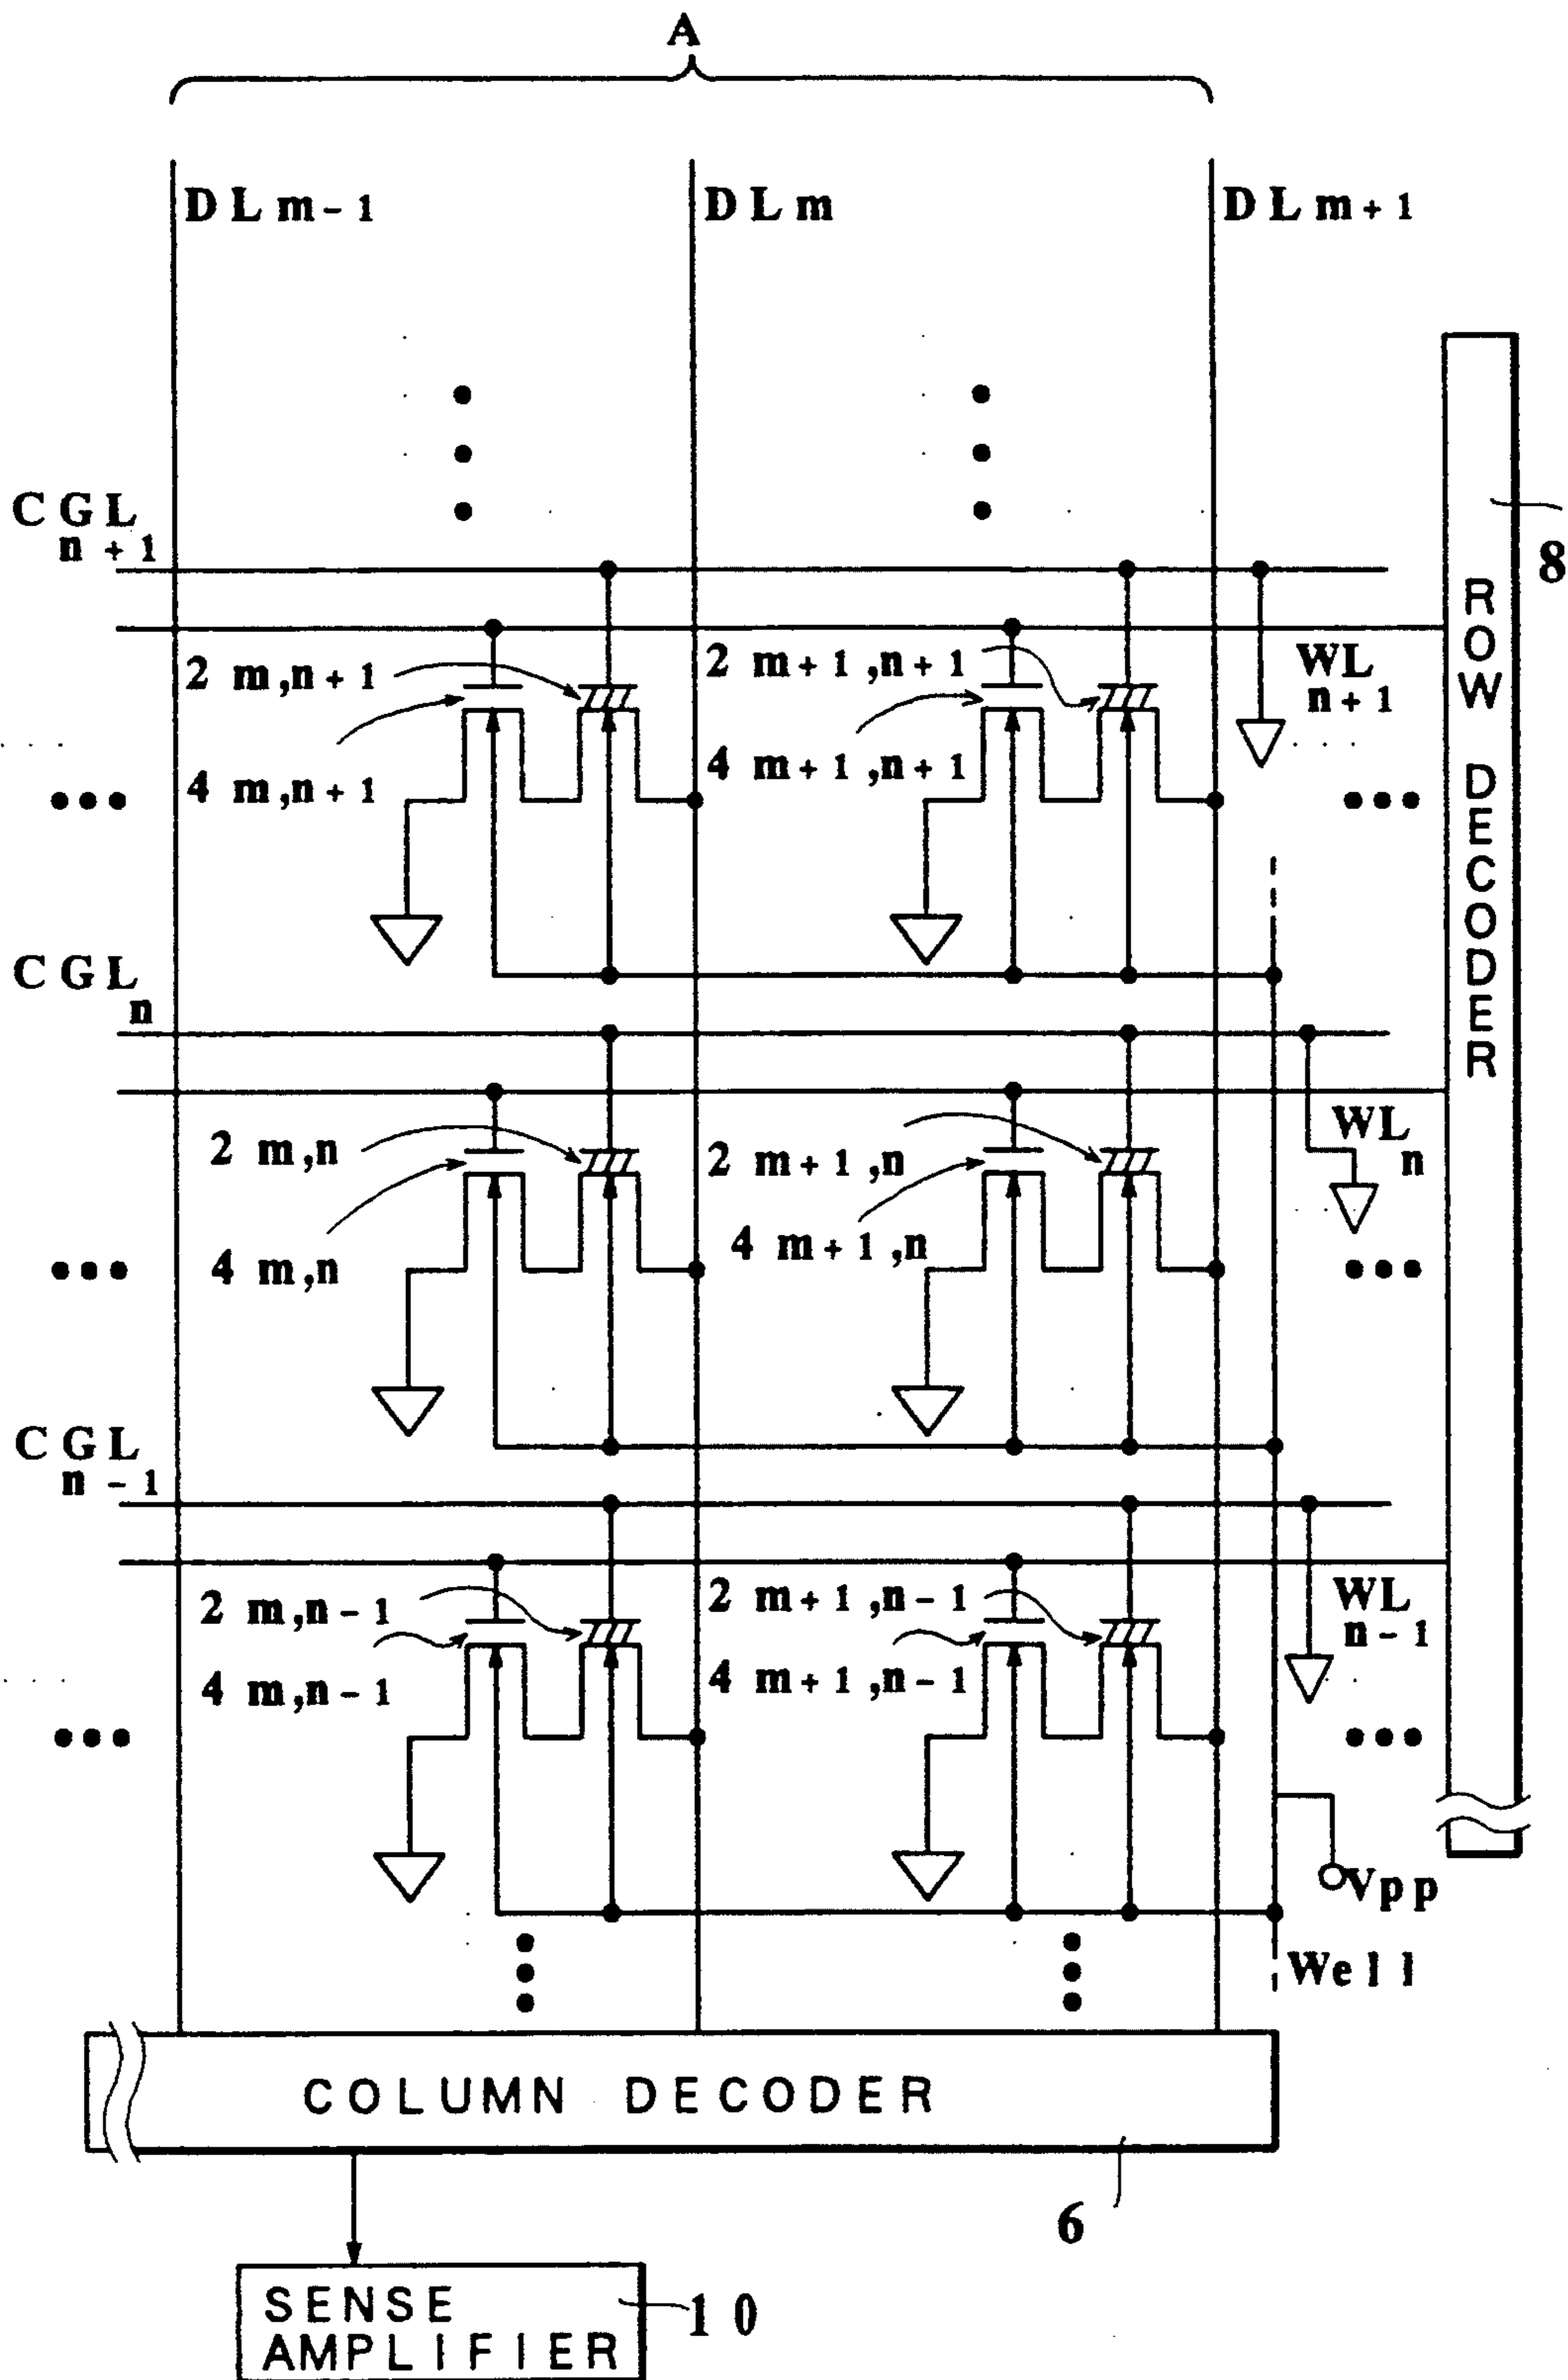 A
DLm-1 DLm DLm+1
CGL
n+1
8
2 m,n+1 2 m+1,n+1 WL
n+1
4 m,n+1 4 m+1,n+1
ROW DECODER
CGL
n
2 m,n 2 m+1,n WL
n
4 m,n 4 m+1,n
CGL
n-1
2 m,n-1 2 m+1,n-1 WL
n-1
4 m,n-1 4 m+1,n-1
Vpp
Well
COLUMN DECODER
6
SENSE
AMPLIFIER
10